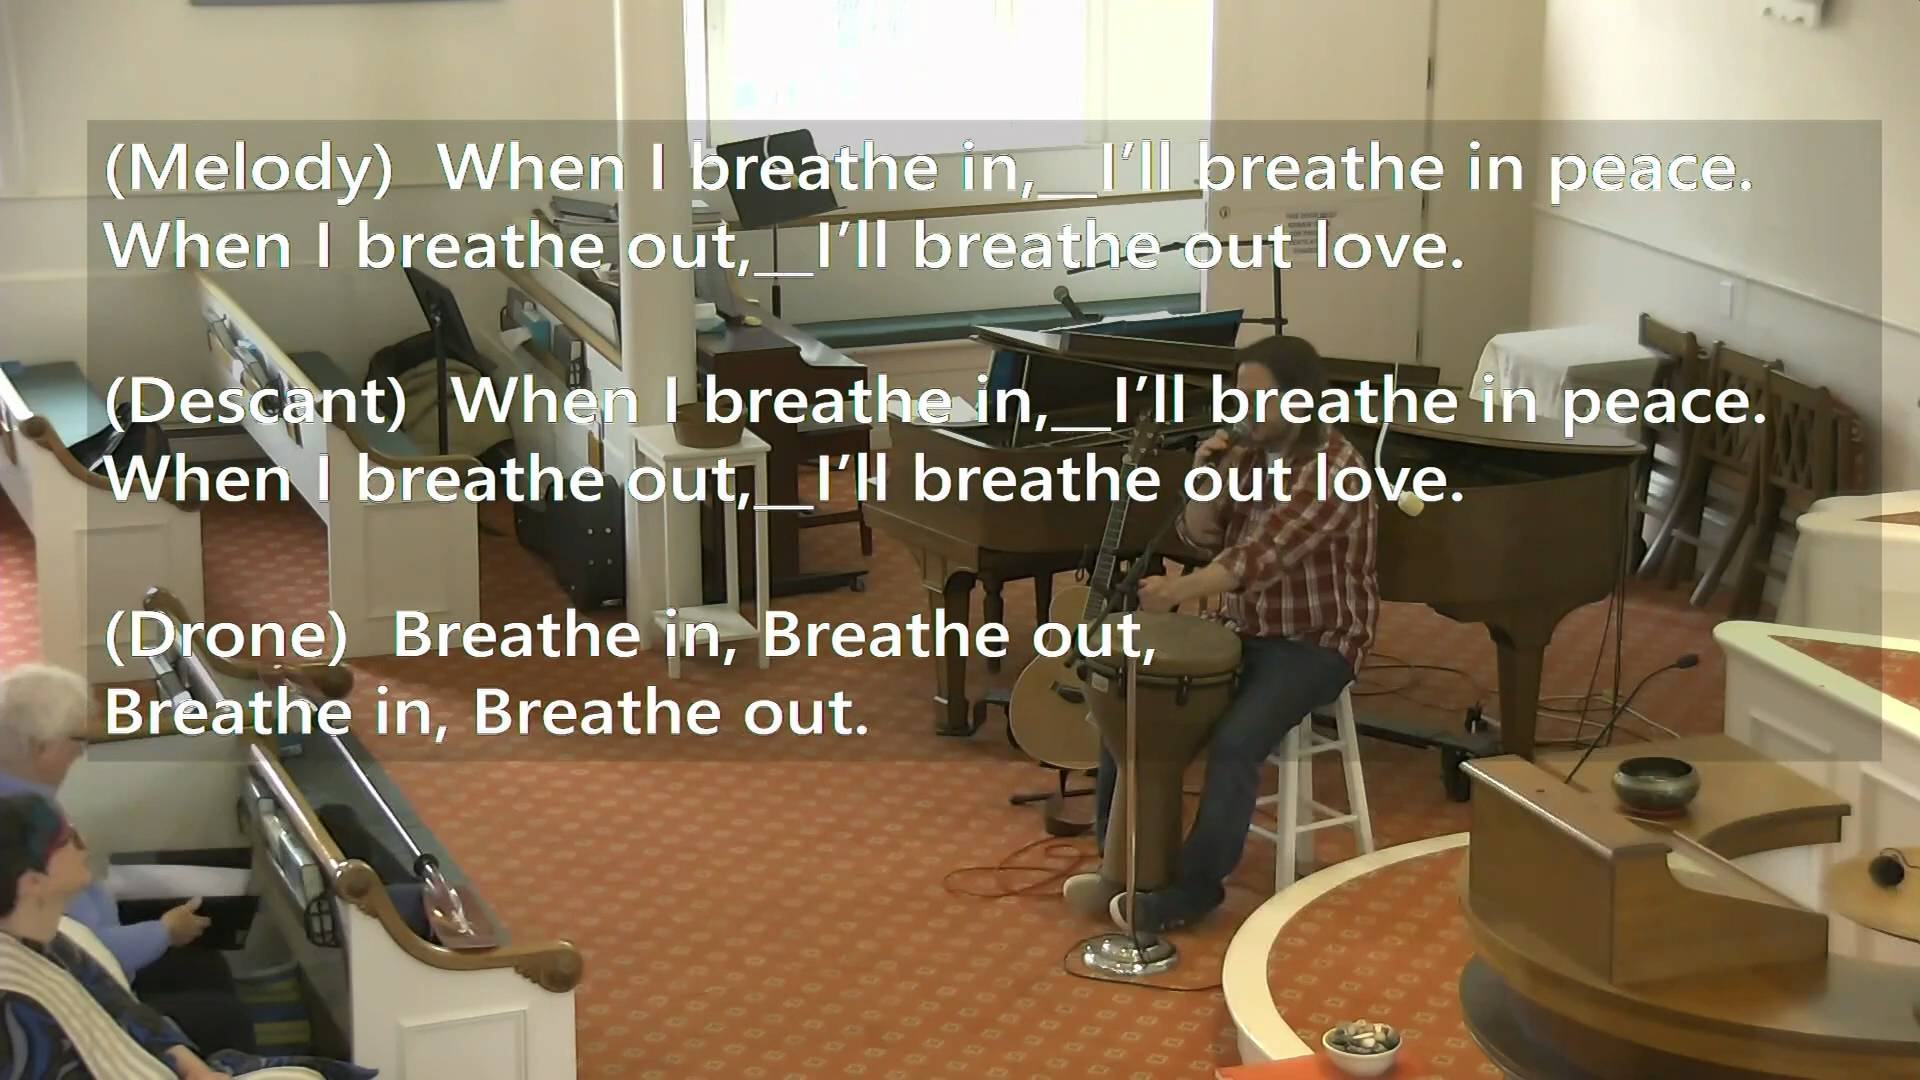 (Melody)  When I breathe in,__I’ll breathe in peace.
When I breathe out,__I’ll breathe out love.
(Descant)  When I breathe in,__I’ll breathe in peace.
When I breathe out,__I’ll breathe out love.
(Drone)  Breathe in, Breathe out,
Breathe in, Breathe out.